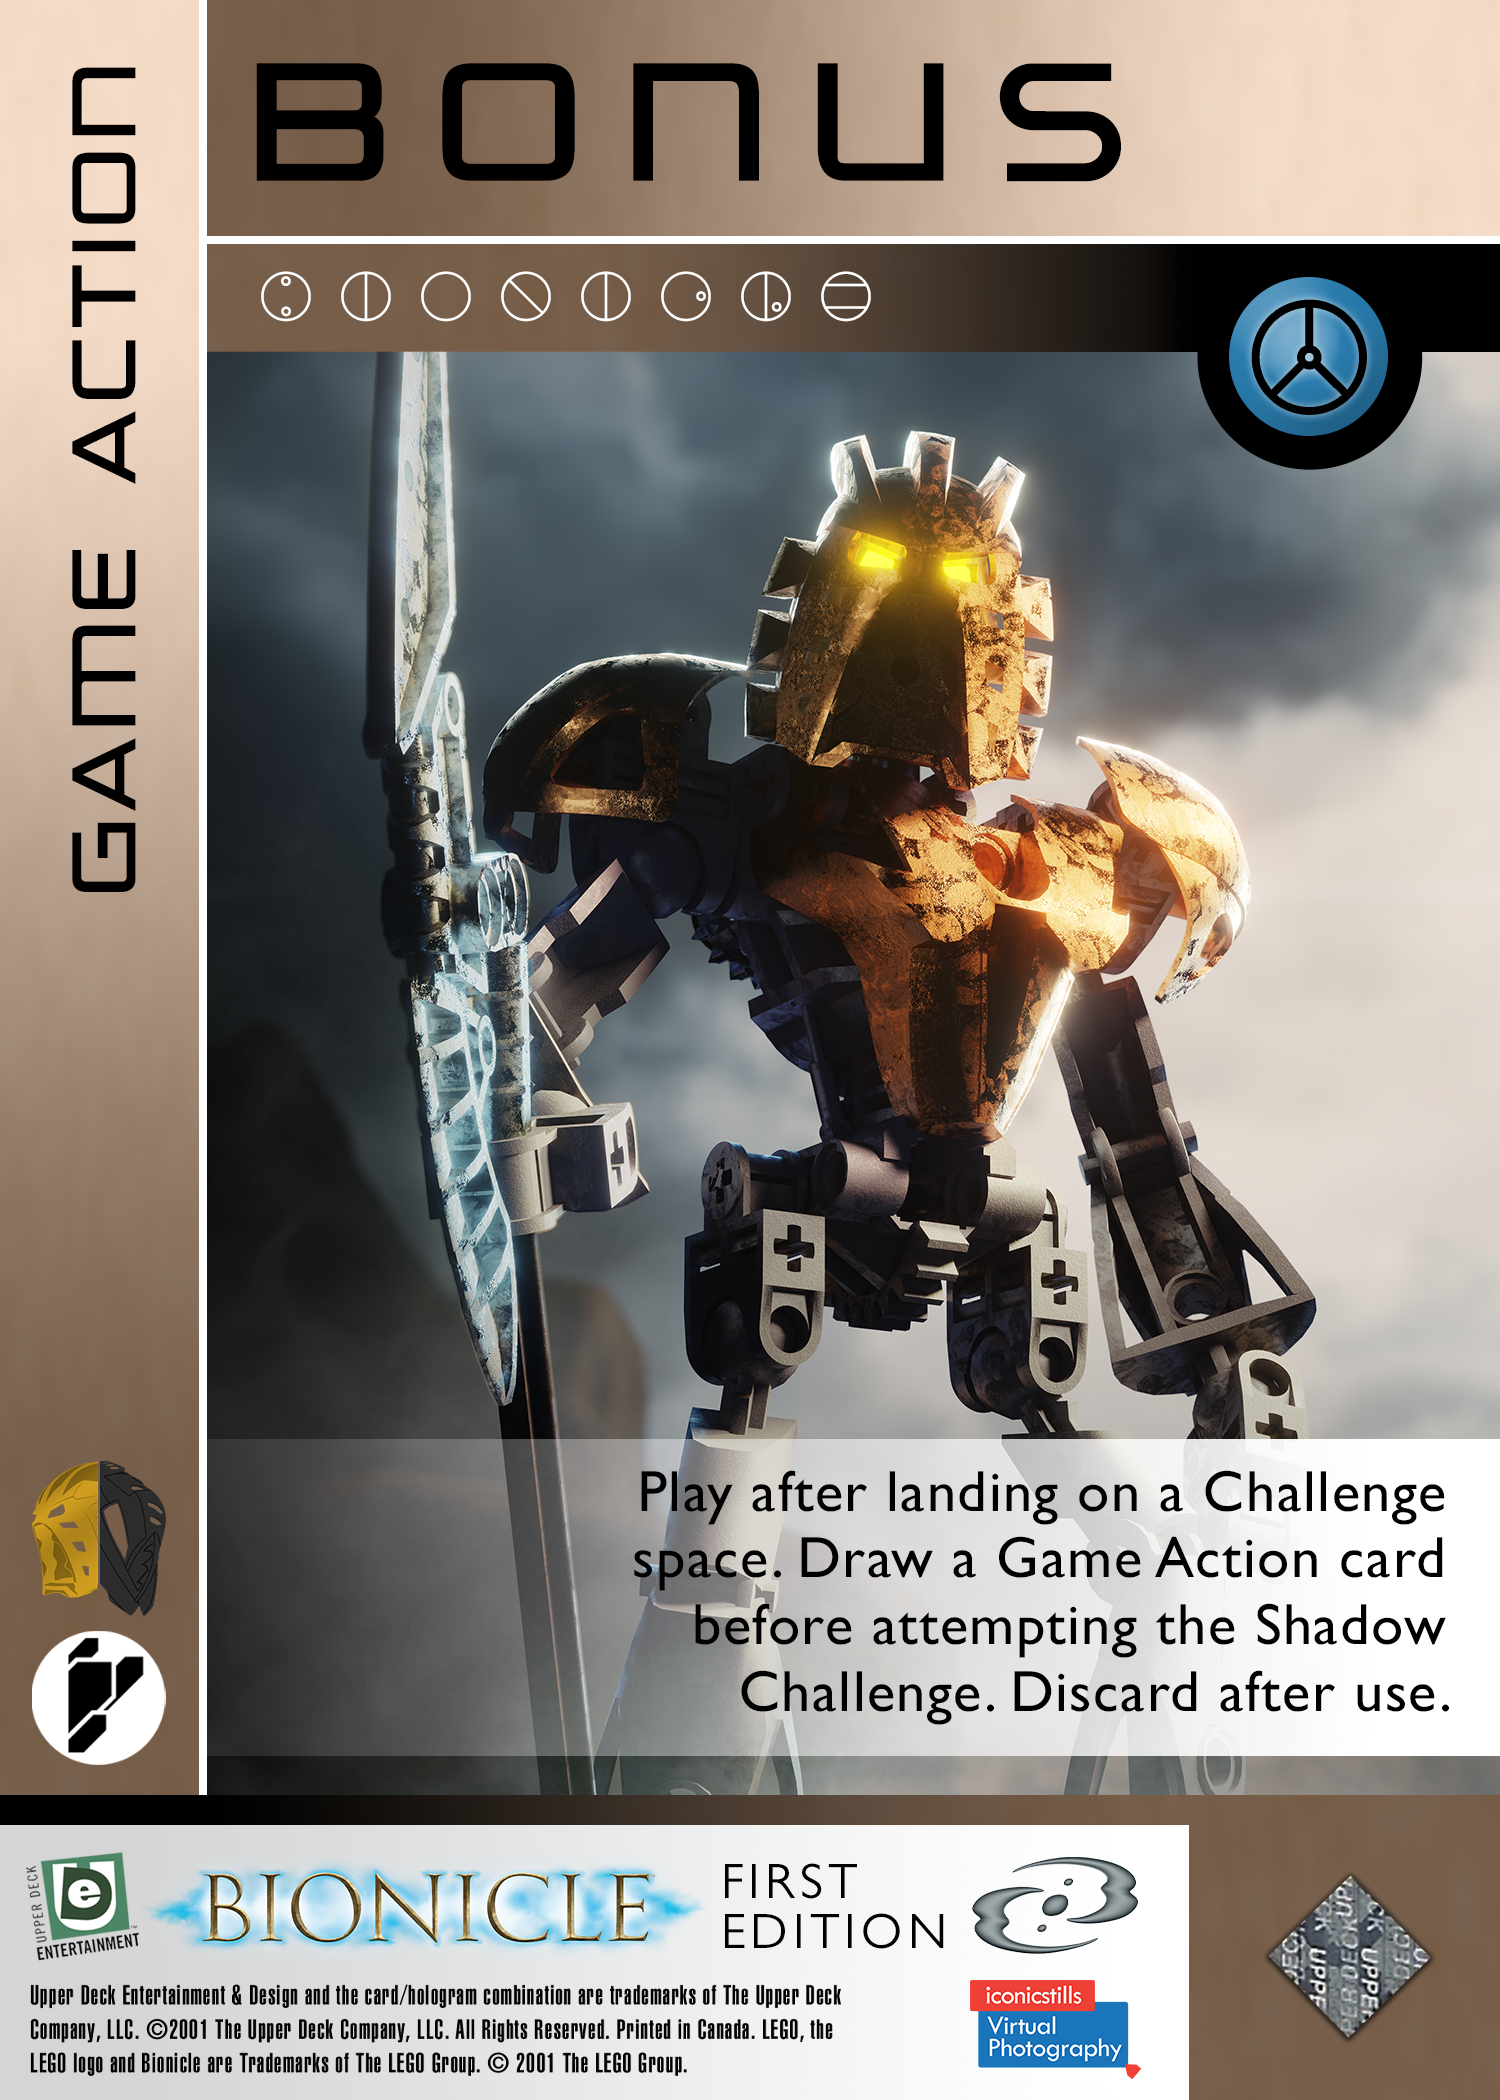 GAME ACTION
BONUS
Play after landing on a Challenge
space. Draw a Game Action card
before attempting the Shadow
Challenge. Discard after use.
UPPER DECK
e
ENTERTAINMENT
BIONICLE
FIRST
EDITION
Upper Deck Entertainment & Design and the card/hologram combination are trademarks of The Upper Deck
Company, LLC. ©2001 The Upper Deck Company, LLC. All Rights Reserved. Printed in Canada. LEGO, the
LEGO logo and Bionicle are Trademarks of The LEGO Group. © 2001 The LEGO Group.
iconicstills
Virtual
Photography